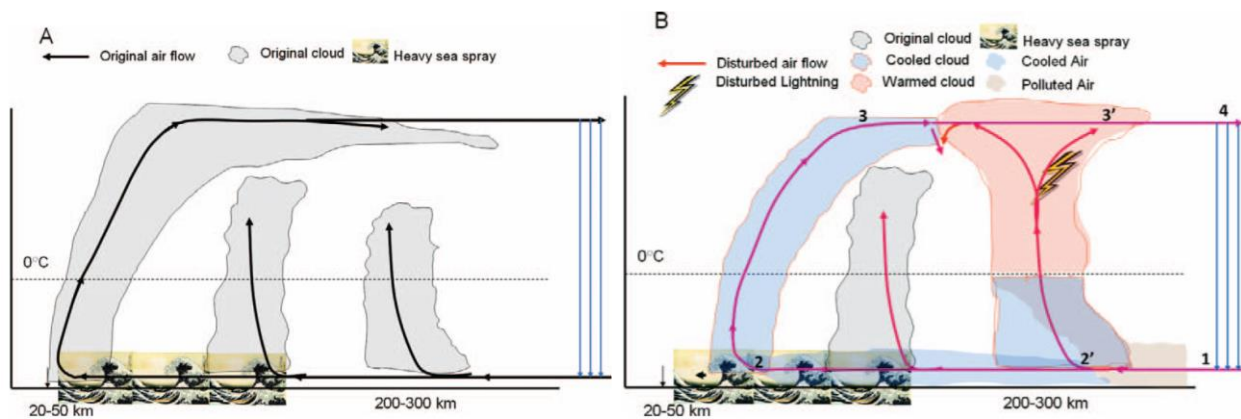 A
Original air flow
Original cloud
Heavy sea spray
0°C
20-50 km
200-300 km
B
Original cloud
Heavy sea spray
Disturbed air flow
Cooled cloud
Cooled Air
Disturbed Lightning
Warmed cloud
Polluted Air
3
3’
4
0°C
2
2’
1
20-50 km
200-300 km